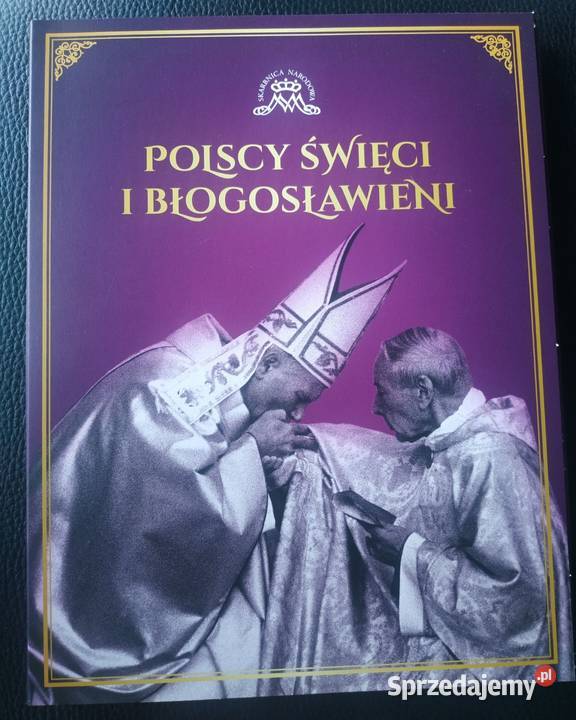 SKARBNICA NARODOWA
POLSCY ŚWIĘCI
I BŁOGOSŁAWIENI
Sprzedajemy.pl